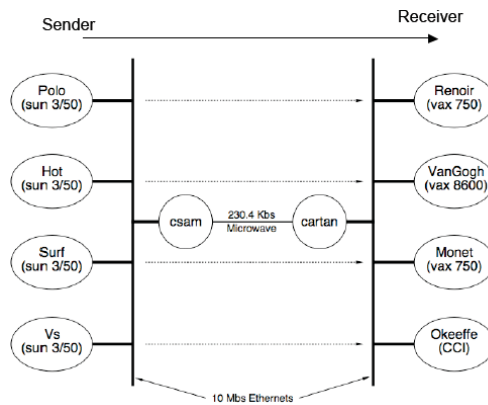 Sender
Receiver
Polo
(sun 3/50)
Renoir
(vax 750)
Hot
(sun 3/50)
VanGogh
(vax 8600)
csam
230.4 Kbs
Microwave
cartan
Surf
(sun 3/50)
Monet
(vax 750)
Vs
(sun 3/50)
Okeeffe
(CCI)
10 Mbs Ethernets